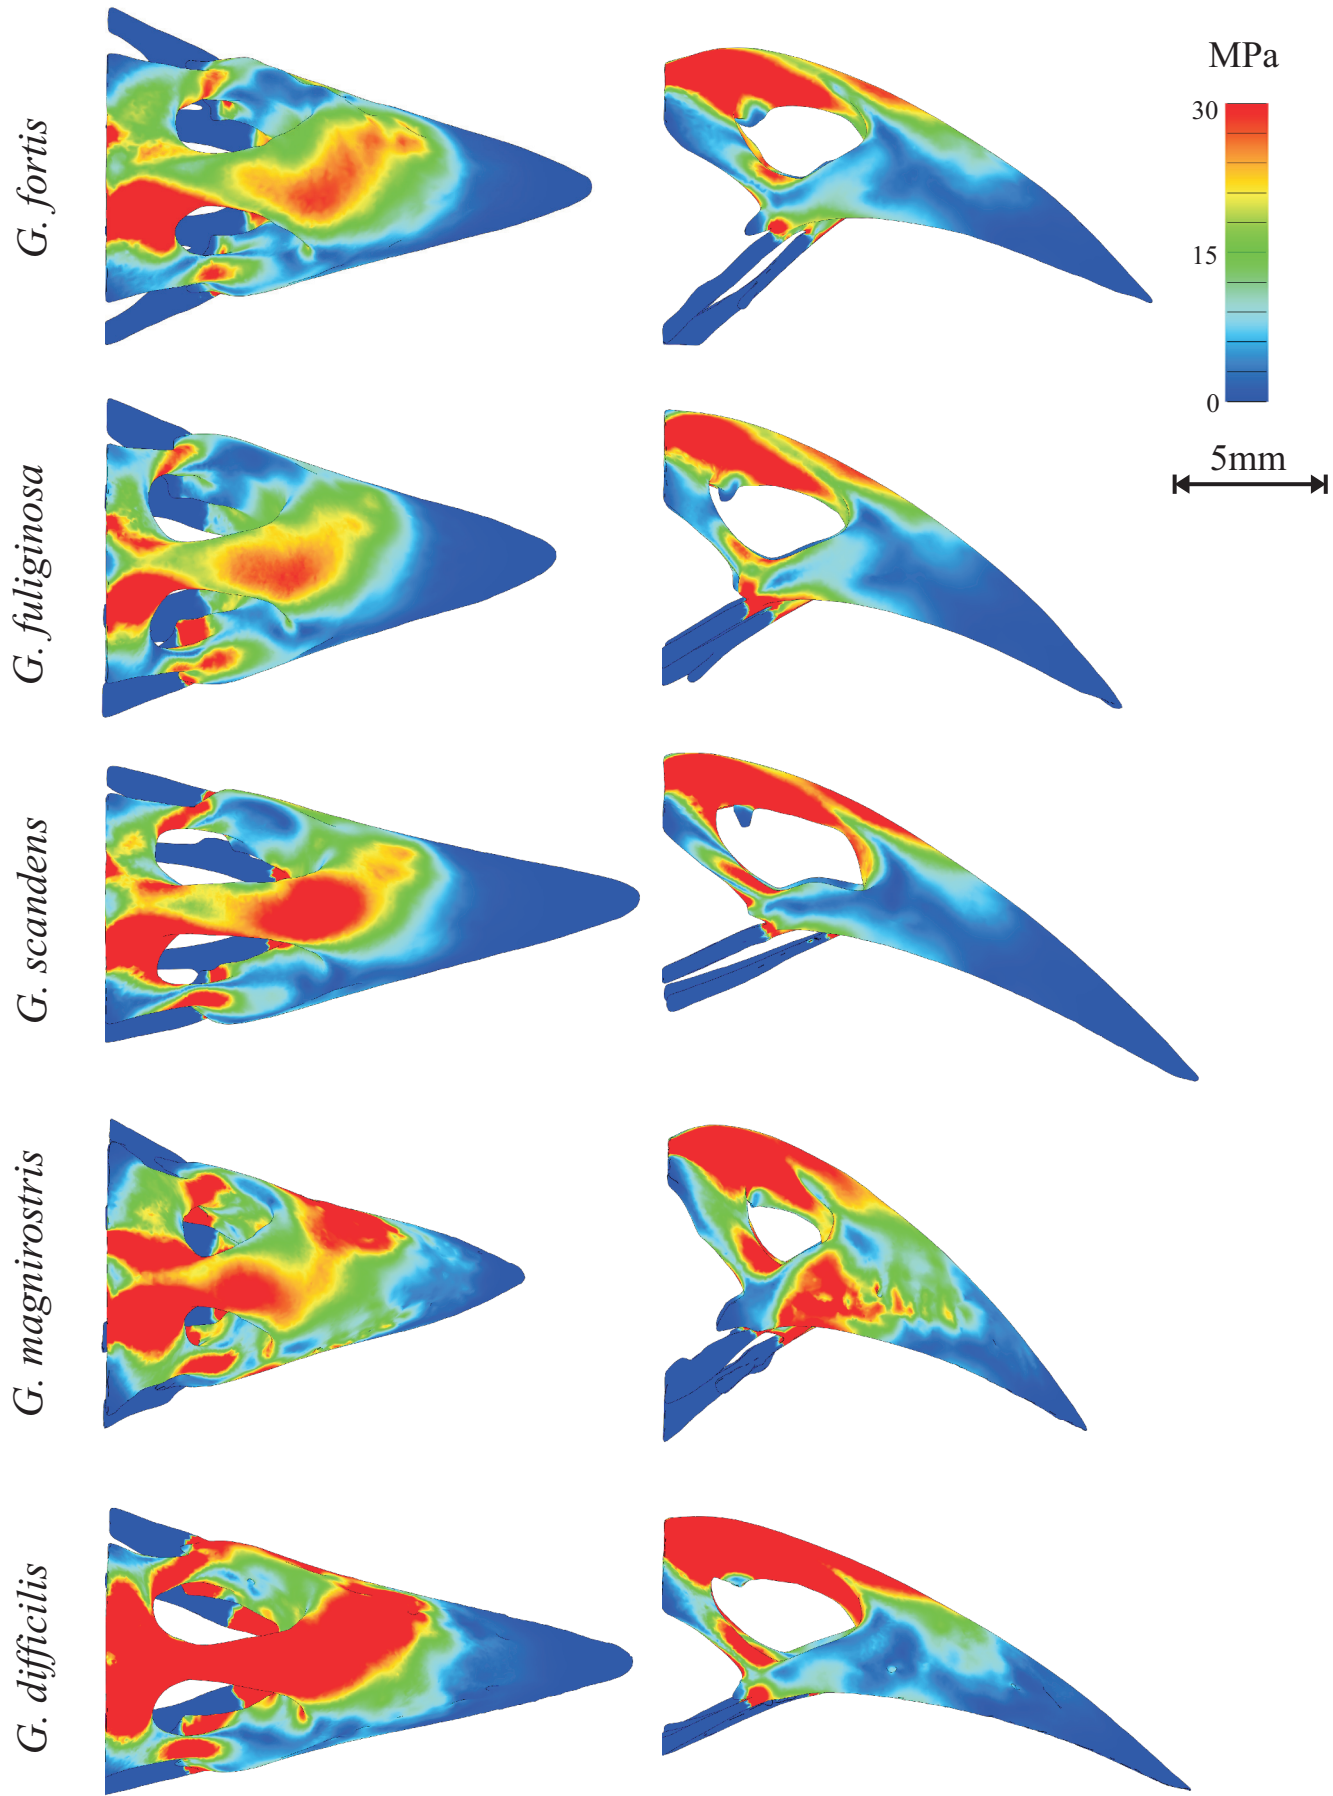 MPa
30
15
0
5mm
G. fortis
G. fuliginosa
G. scandens
G. magnirostris
G. difficilis